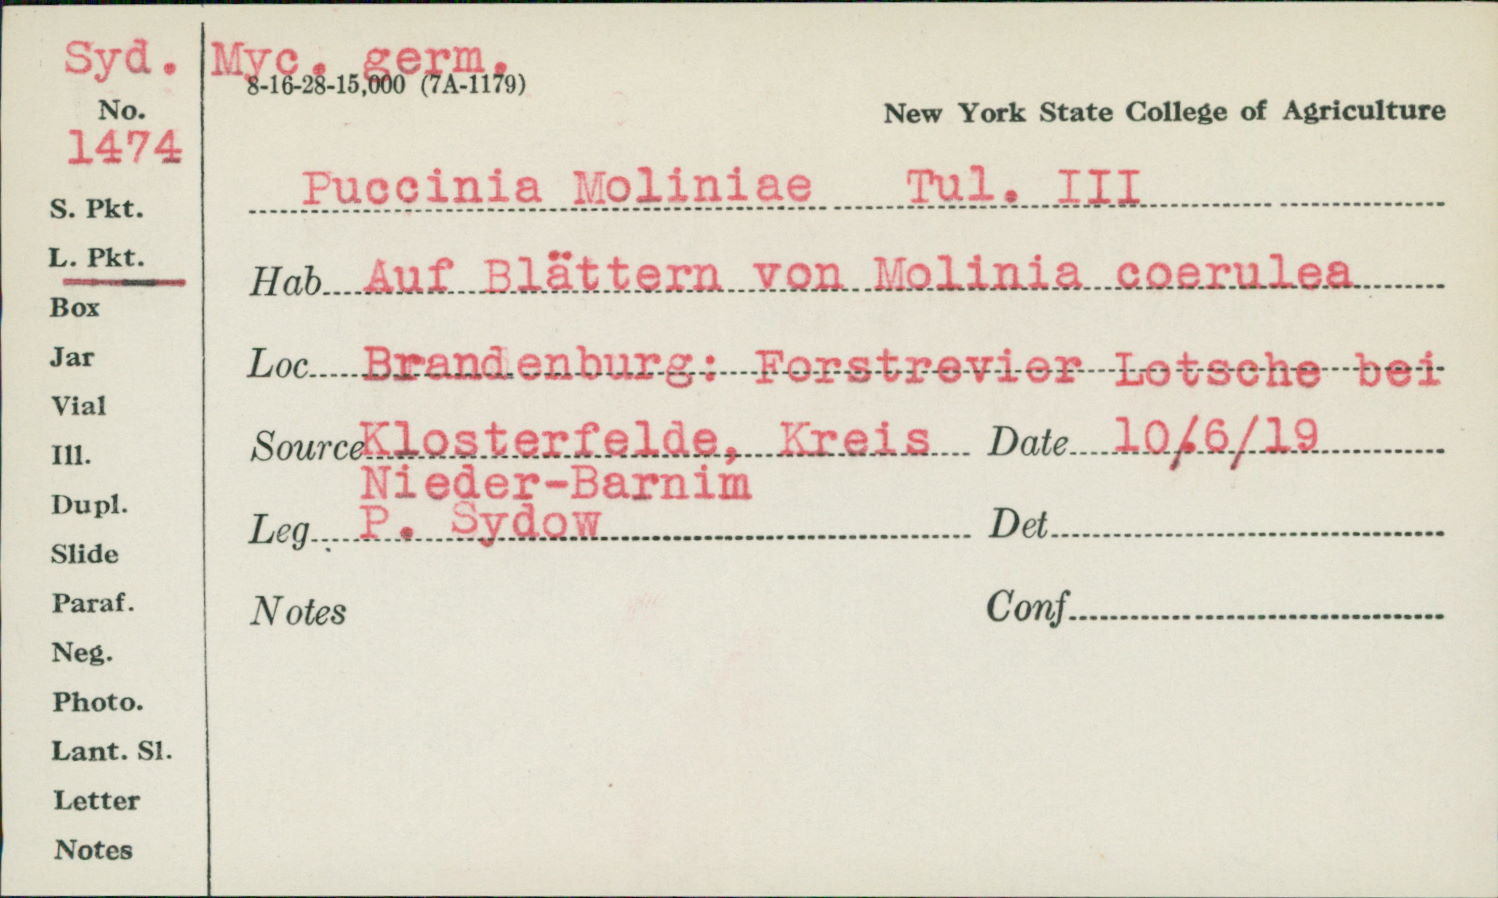 Syd. Myc. germ.
8-16-28-15,000 (7A-1179)
No.
1474
New York State College of Agriculture
Puccinia Moliniae Tul. III
S. Pkt.
L. Pkt.
Box
Jar
Vial
Ill.
Dupl.
Slide
Paraf.
Neg.
Photo.
Lant. Sl.
Letter
Notes
Hab. Auf Blättern von Molinia coerulea
Loc. Brandenburg: Forstrevier Lotsche bei
Source Klosterfelde, Kreis Date 10/6/19
Nieder-Barnim
Leg. P. Sydow Det.
Notes Conf.